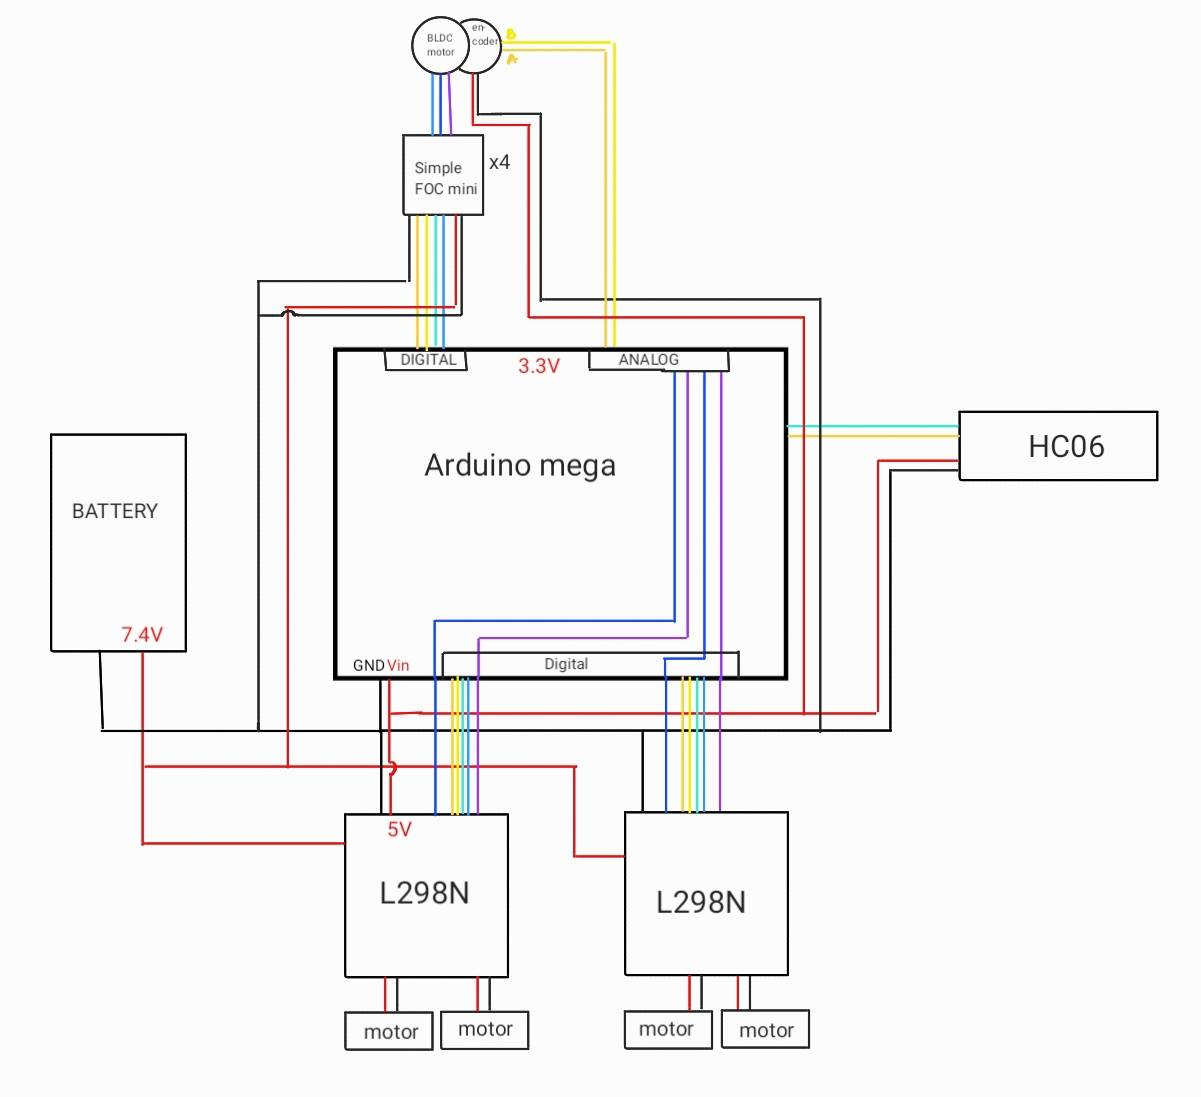 BLDC
motor
en-
coder
B
A
Simple
FOC mini
x4
DIGITAL
3.3V
ANALOG
Arduino mega
HC06
BATTERY
7.4V
GND Vin
Digital
5V
L298N
L298N
motor
motor
motor
motor